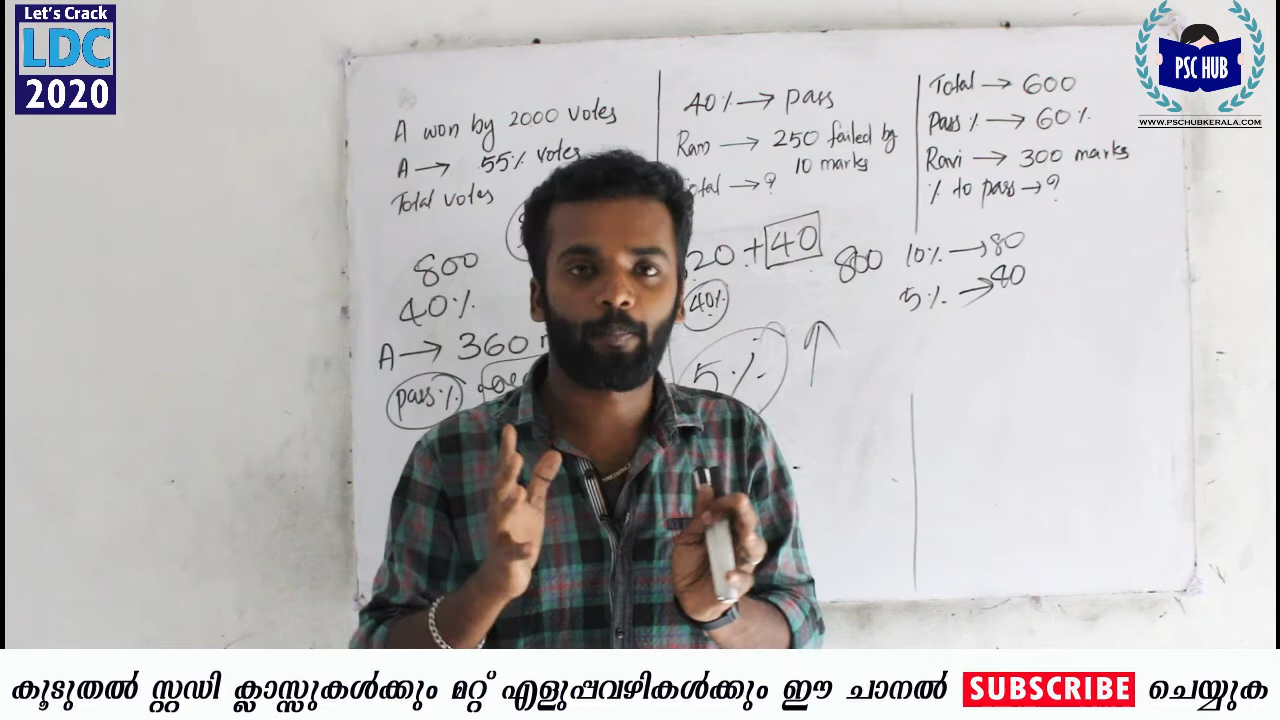 Let's Crack
LDC
2020
PSC HUB
WWW.PSCHUBKERALA.COM
A won by 2000 votes
A → 55% votes
Total votes
40% → pass
Ram → 250 failed by
10 marks
Total → ?
Total → 600
Pass % → 60%
Ravi → 300 marks
% to pass → ?
800
40%
A → 360
pass%
20 + 40
40%
5%
800 10% → 80
5% → 40
കൂടുതൽ സ്റ്റഡി ക്ലാസ്സുകൾക്കും മറ്റ് എളുപ്പവഴികൾക്കും ഈ ചാനൽ SUBSCRIBE ചെയ്യുക